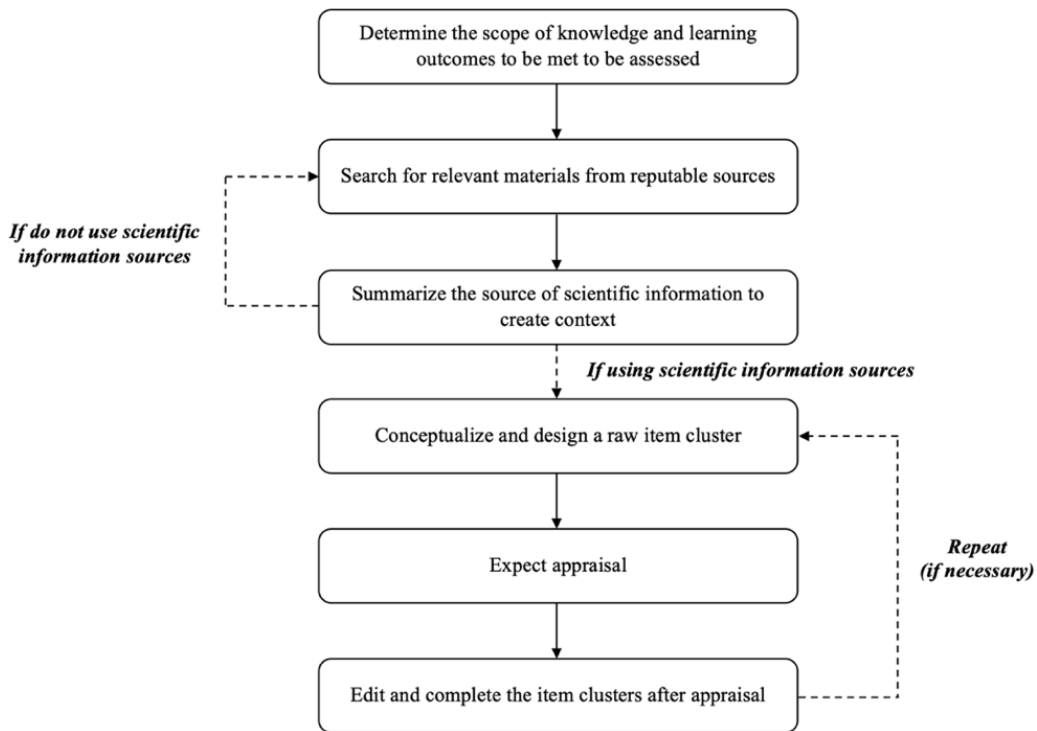 Determine the scope of knowledge and learning
outcomes to be met to be assessed
Search for relevant materials from reputable sources
If do not use scientific
information sources
Summarize the source of scientific information to
create context
If using scientific information sources
Conceptualize and design a raw item cluster
Expect appraisal
Repeat
(if necessary)
Edit and complete the item clusters after appraisal